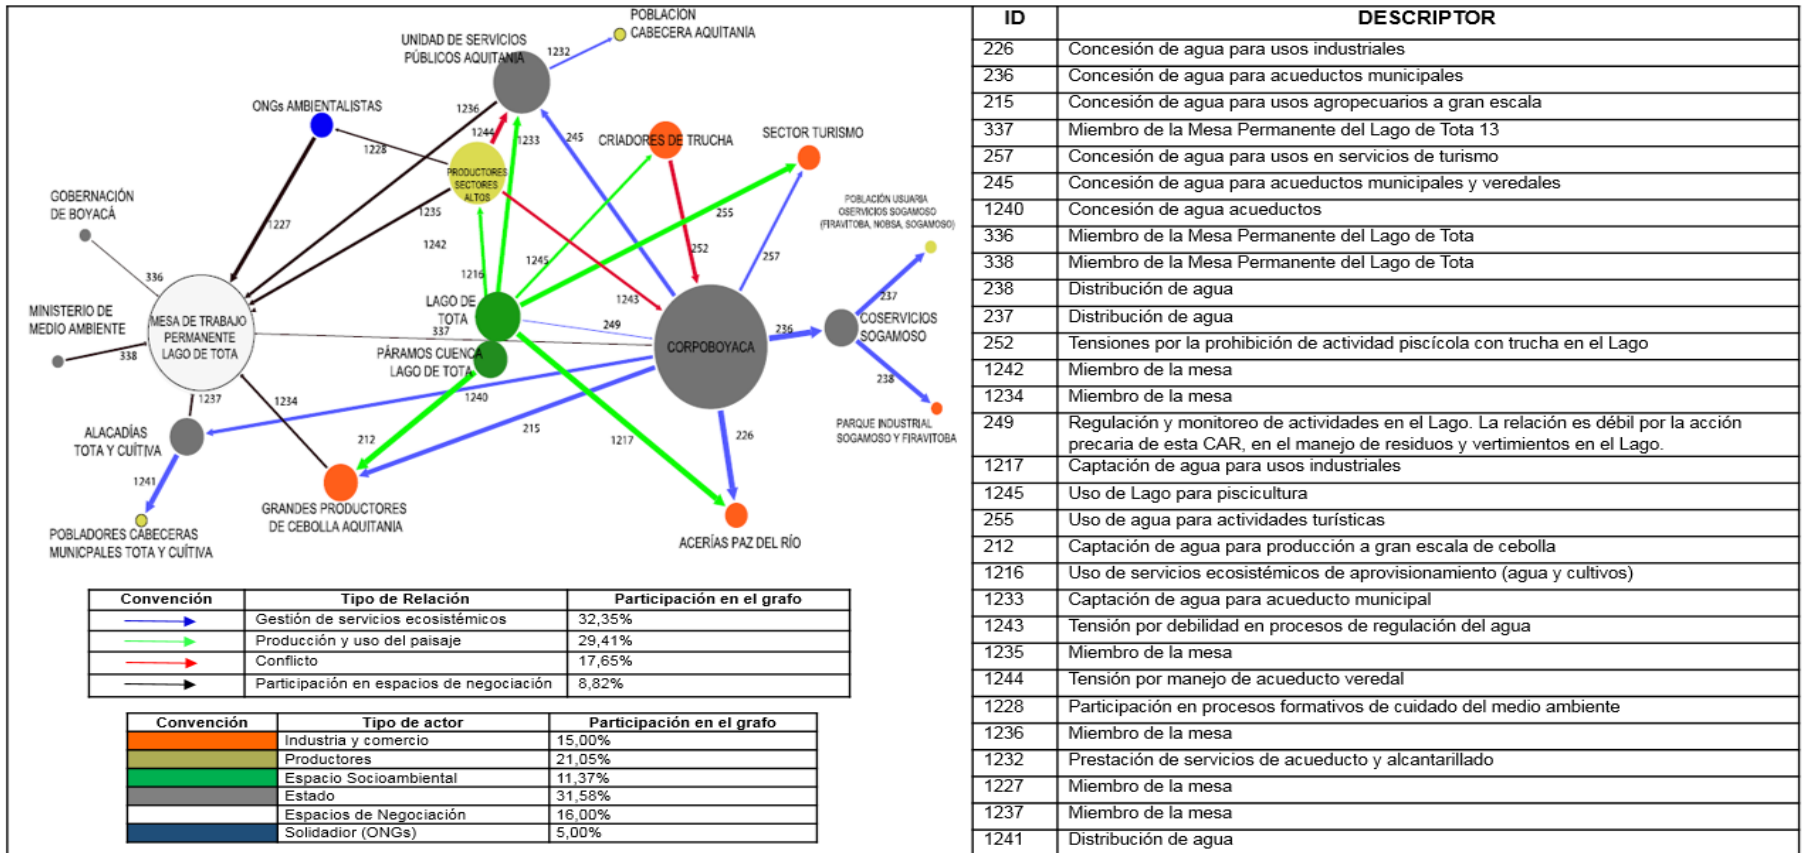 POBLACION
CABECERA AQUITANIA
UNIDAD DE SERVICIOS
PÚBLICOS AQUITANIA
1232
ONGs AMBIENTALISTAS
1236
1244
1233
245
CRIADORES DE TRUCHA
SECTOR TURISMO
1228
PRODUCTORES
SECTORES
ALTOS
GOBERNACIÓN
DE BOYACÁ
1227
1235
1242
255
POBLACIÓN USUARIA
OSERVICIOS SOGAMOSO
(FIRAVITOBA, NOBSA, SOGAMOSO)
252
257
336
1216
1245
1243
237
MINISTERIO DE
MEDIO AMBIENTE
338
MESA DE TRABAJO
PERMANENTE
LAGO DE TOTA
LAGO DE
TOTA
337
249
236
COSERVICIOS
SOGAMOSO
PÁRAMOS CUENCA
LAGO DE TOTA
CORPOBOYACA
238
1237
1234
1240
ALACADÍAS
TOTA Y CUÍTIVA
212
215
1217
226
PARQUE INDUSTRIAL
SOGAMOSO Y FIRAVITOBA
1241
GRANDES PRODUCTORES
DE CEBOLLA AQUITANIA
POBLADORES CABECERAS
MUNICPALES TOTA Y CUÍTIVA
ACERÍAS PAZ DEL RÍO
Convención Tipo de Relación Participación en el grafo
Gestión de servicios ecosistémicos 32,35%
Producción y uso del paisaje 29,41%
Conflicto 17,65%
Participación en espacios de negociación 8,82%
Convención Tipo de actor Participación en el grafo
Industria y comercio 15,00%
Productores 21,05%
Espacio Socioambiental 11,37%
Estado 31,58%
Espacios de Negociación 16,00%
Solidadior (ONGs) 5,00%
ID DESCRIPTOR
226 Concesión de agua para usos industriales
236 Concesión de agua para acueductos municipales
215 Concesión de agua para usos agropecuarios a gran escala
337 Miembro de la Mesa Permanente del Lago de Tota 13
257 Concesión de agua para usos en servicios de turismo
245 Concesión de agua para acueductos municipales y veredales
1240 Concesión de agua acueductos
336 Miembro de la Mesa Permanente del Lago de Tota
338 Miembro de la Mesa Permanente del Lago de Tota
238 Distribución de agua
237 Distribución de agua
252 Tensiones por la prohibición de actividad piscícola con trucha en el Lago
1242 Miembro de la mesa
1234 Miembro de la mesa
249 Regulación y monitoreo de actividades en el Lago. La relación es débil por la acción
precaria de esta CAR, en el manejo de residuos y vertimientos en el Lago.
1217 Captación de agua para usos industriales
1245 Uso de Lago para piscicultura
255 Uso de agua para actividades turísticas
212 Captación de agua para producción a gran escala de cebolla
1216 Uso de servicios ecosistémicos de aprovisionamiento (agua y cultivos)
1233 Captación de agua para acueducto municipal
1243 Tensión por debilidad en procesos de regulación del agua
1235 Miembro de la mesa
1244 Tensión por manejo de acueducto veredal
1228 Participación en procesos formativos de cuidado del medio ambiente
1236 Miembro de la mesa
1232 Prestación de servicios de acueducto y alcantarillado
1227 Miembro de la mesa
1237 Miembro de la mesa
1241 Distribución de agua